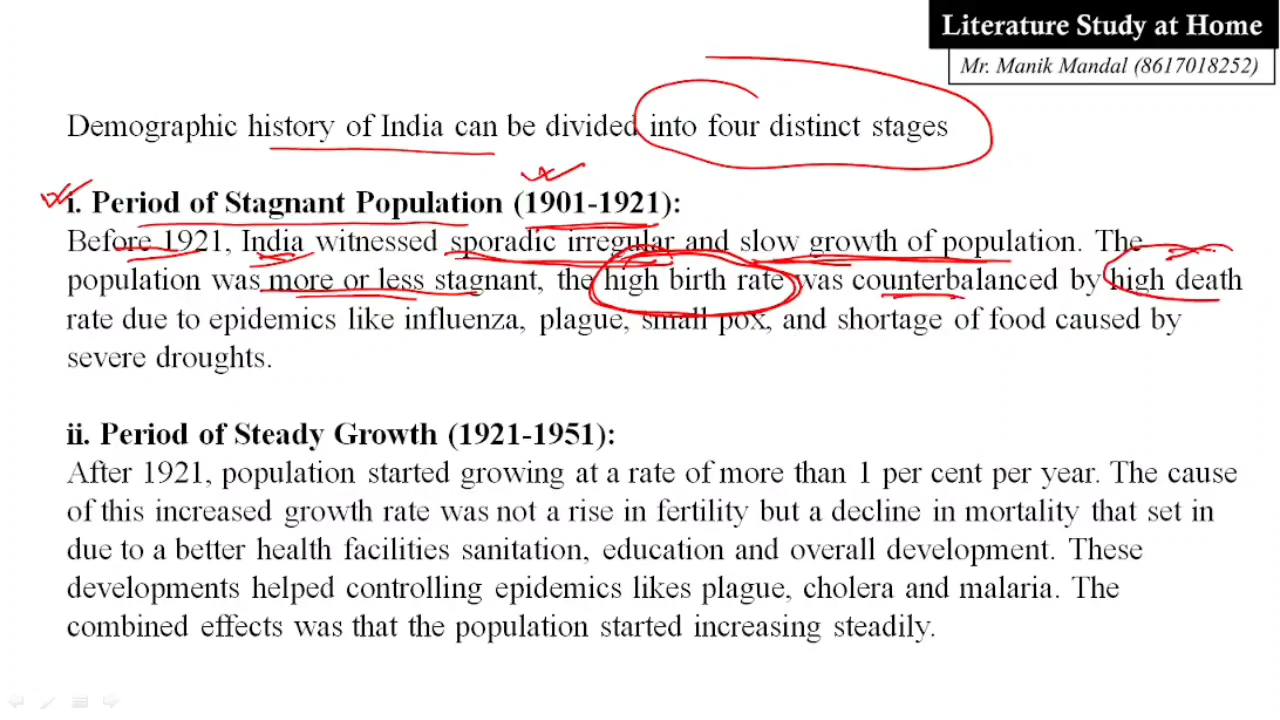 Literature Study at Home
Mr. Manik Mandal (8617018252)
Demographic history of India can be divided into four distinct stages
i. Period of Stagnant Population (1901-1921):
Before 1921, India witnessed sporadic irregular and slow growth of population. The
population was more or less stagnant, the high birth rate was counterbalanced by high death
rate due to epidemics like influenza, plague, small pox, and shortage of food caused by
severe droughts.
ii. Period of Steady Growth (1921-1951):
After 1921, population started growing at a rate of more than 1 per cent per year. The cause
of this increased growth rate was not a rise in fertility but a decline in mortality that set in
due to a better health facilities sanitation, education and overall development. These
developments helped controlling epidemics likes plague, cholera and malaria. The
combined effects was that the population started increasing steadily.